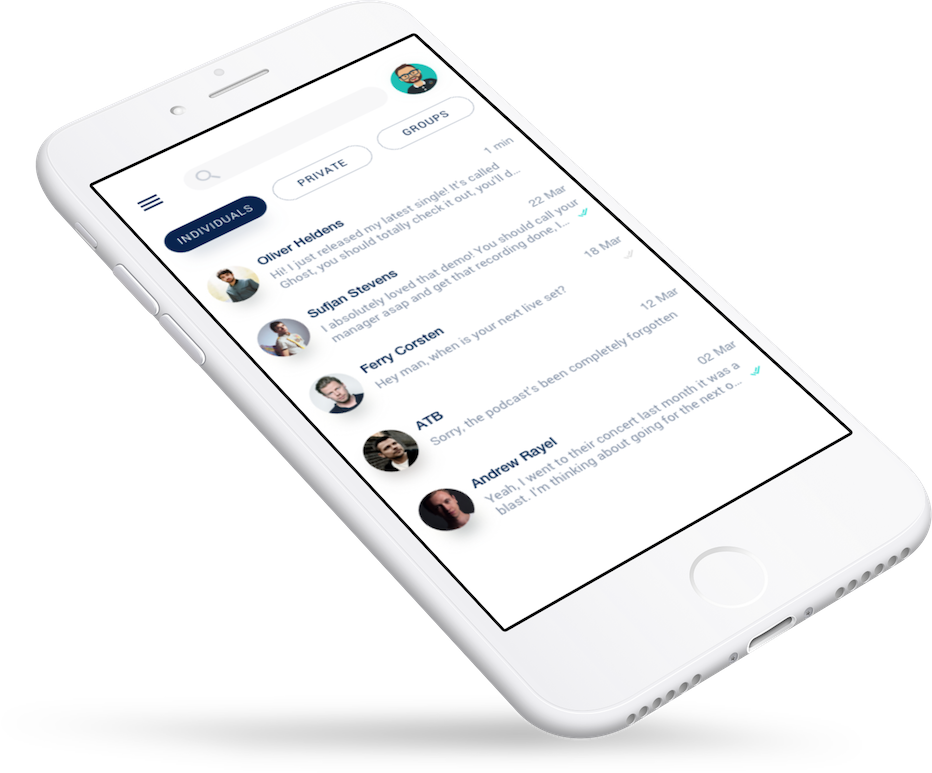 INDIVIDUALS
PRIVATE
GROUPS
Oliver Heldens
1 min
Hi! I just released my latest single! It's called
Ghost, you should totally check it out, you'll d...
Sufjan Stevens
22 Mar
I absolutely loved that demo! You should call your
manager asap and get that recording done, I...
Ferry Corsten
18 Mar
Hey man, when is your next live set?
ATB
12 Mar
Sorry, the podcast's been completely forgotten
Andrew Rayel
02 Mar
Yeah, I went to their concert last month it was a
blast. I'm thinking about going for the next o...